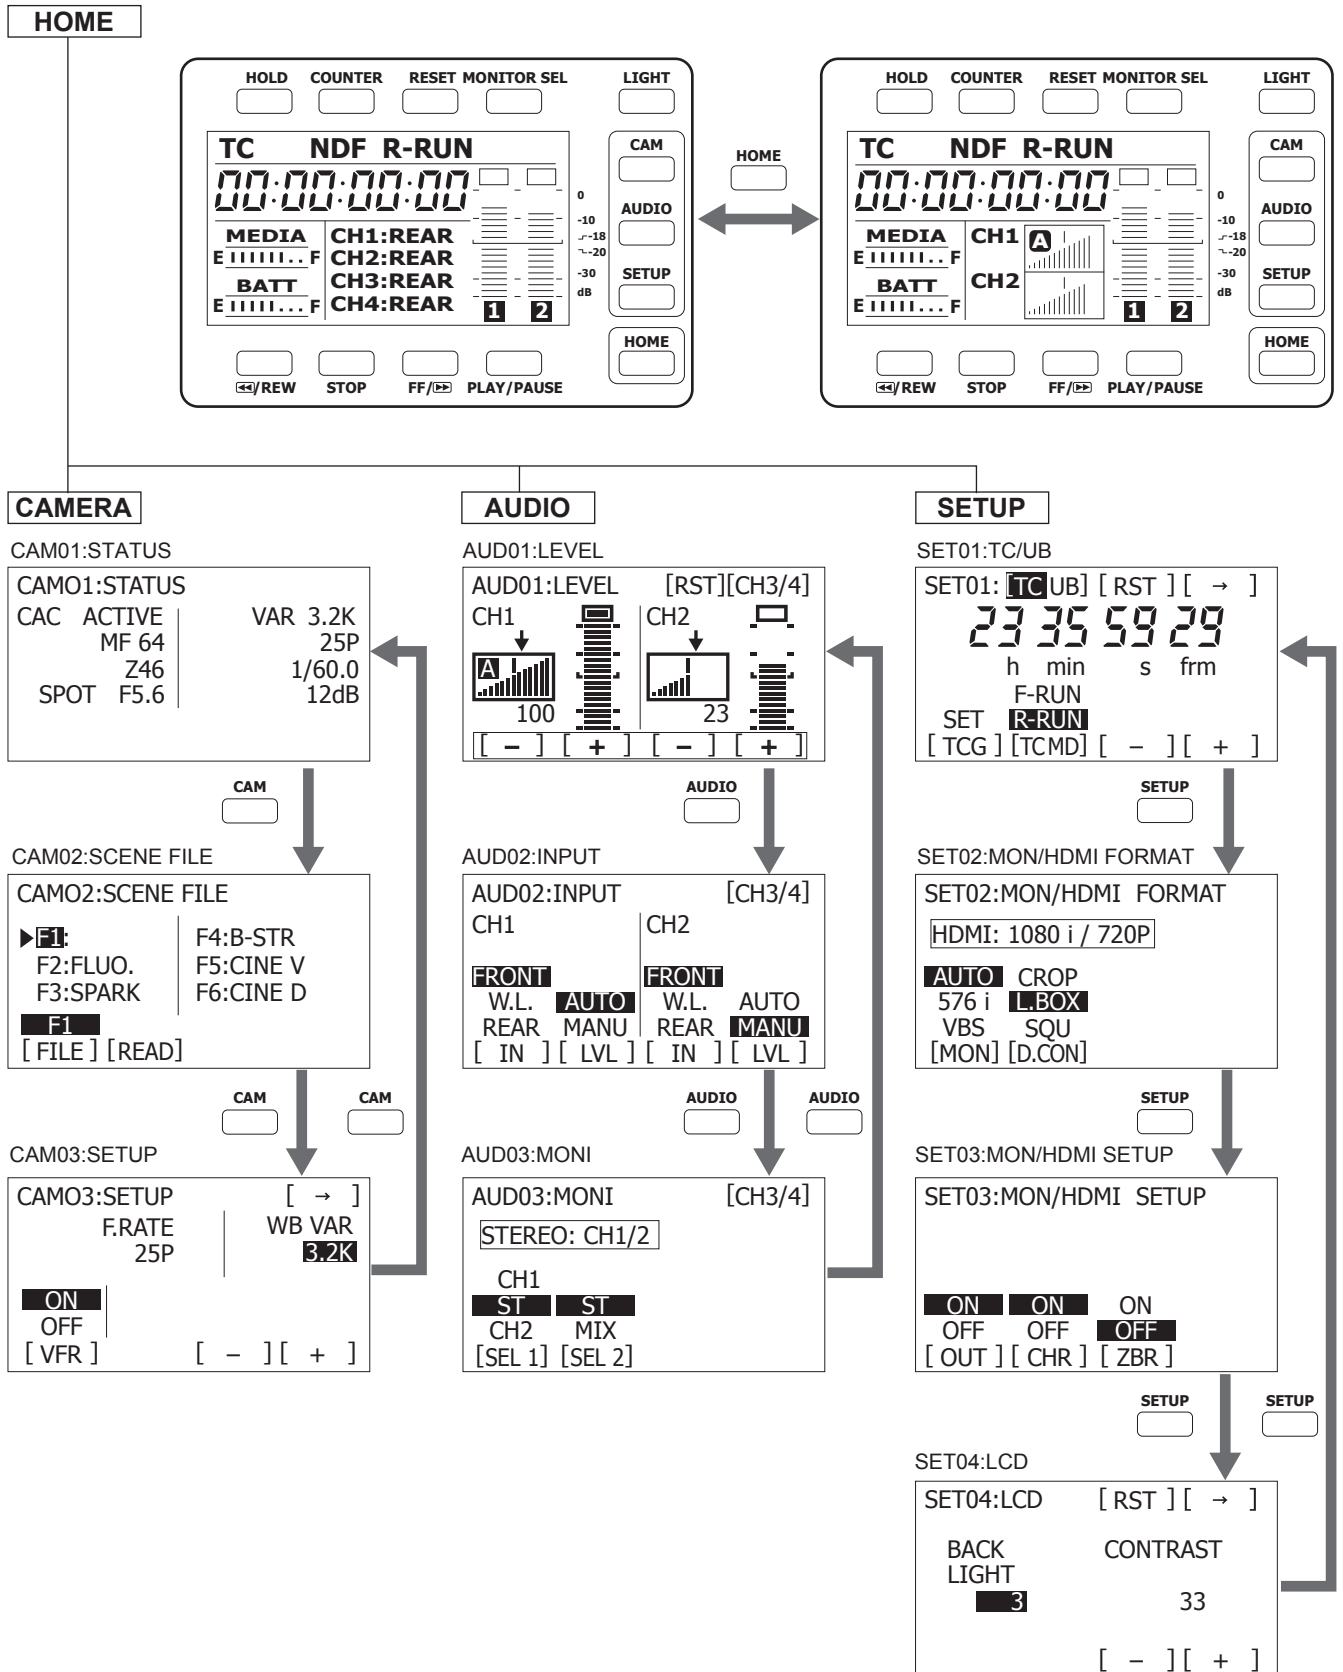 HOME
HOLD COUNTER RESET MONITOR SEL LIGHT
TC NDF R-RUN
00:00:00:00
MEDIA
E F
BATT
E F
CH1:REAR
CH2:REAR
CH3:REAR
CH4:REAR
1 2
0
-10
-18
-20
-30
dB
CAM
AUDIO
SETUP
HOME
/REW STOP FF/ PLAY/PAUSE
HOME
HOLD COUNTER RESET MONITOR SEL LIGHT
TC NDF R-RUN
00:00:00:00
MEDIA
E F
BATT
E F
CH1 A
CH2
1 2
0
-10
-18
-20
-30
dB
CAM
AUDIO
SETUP
HOME
/REW STOP FF/ PLAY/PAUSE
CAMERA
CAM01:STATUS
CAMO1:STATUS
CAC ACTIVE VAR 3.2K
MF 64 25P
Z46 1/60.0
SPOT F5.6 12dB
CAM
CAM02:SCENE FILE
CAMO2:SCENE FILE
▶F1: F4:B-STR
F2:FLUO. F5:CINE V
F3:SPARK F6:CINE D
F1
[ FILE ] [READ]
CAM CAM
CAM03:SETUP
CAMO3:SETUP [ → ]
F.RATE WB VAR
25P 3.2K
ON
OFF
[ VFR ] [ – ] [ + ]
AUDIO
AUD01:LEVEL
AUD01:LEVEL [RST][CH3/4]
CH1 CH2
A
100 23
[ – ] [ + ] [ – ] [ + ]
AUDIO
AUD02:INPUT
AUD02:INPUT [CH3/4]
CH1 CH2
FRONT FRONT
W.L. AUTO W.L. AUTO
REAR MANU REAR MANU
[ IN ] [ LVL ] [ IN ] [ LVL ]
AUDIO AUDIO
AUD03:MONI
AUD03:MONI [CH3/4]
STEREO: CH1/2
CH1
ST ST
CH2 MIX
[SEL 1] [SEL 2]
SETUP
SET01:TC/UB
SET01: [TC UB] [ RST ] [ → ]
23 35 59 29
h min s frm
F-RUN
SET R-RUN
[ TCG ] [TCMD] [ – ] [ + ]
SETUP
SET02:MON/HDMI FORMAT
SET02:MON/HDMI FORMAT
HDMI: 1080 i / 720P
AUTO CROP
576 i L.BOX
VBS SQU
[MON] [D.CON]
SETUP
SET03:MON/HDMI SETUP
SET03:MON/HDMI SETUP
ON ON ON
OFF OFF OFF
[ OUT ] [ CHR ] [ ZBR ]
SETUP SETUP
SET04:LCD
SET04:LCD [ RST ] [ → ]
BACK CONTRAST
LIGHT
3 33
[ – ] [ + ]